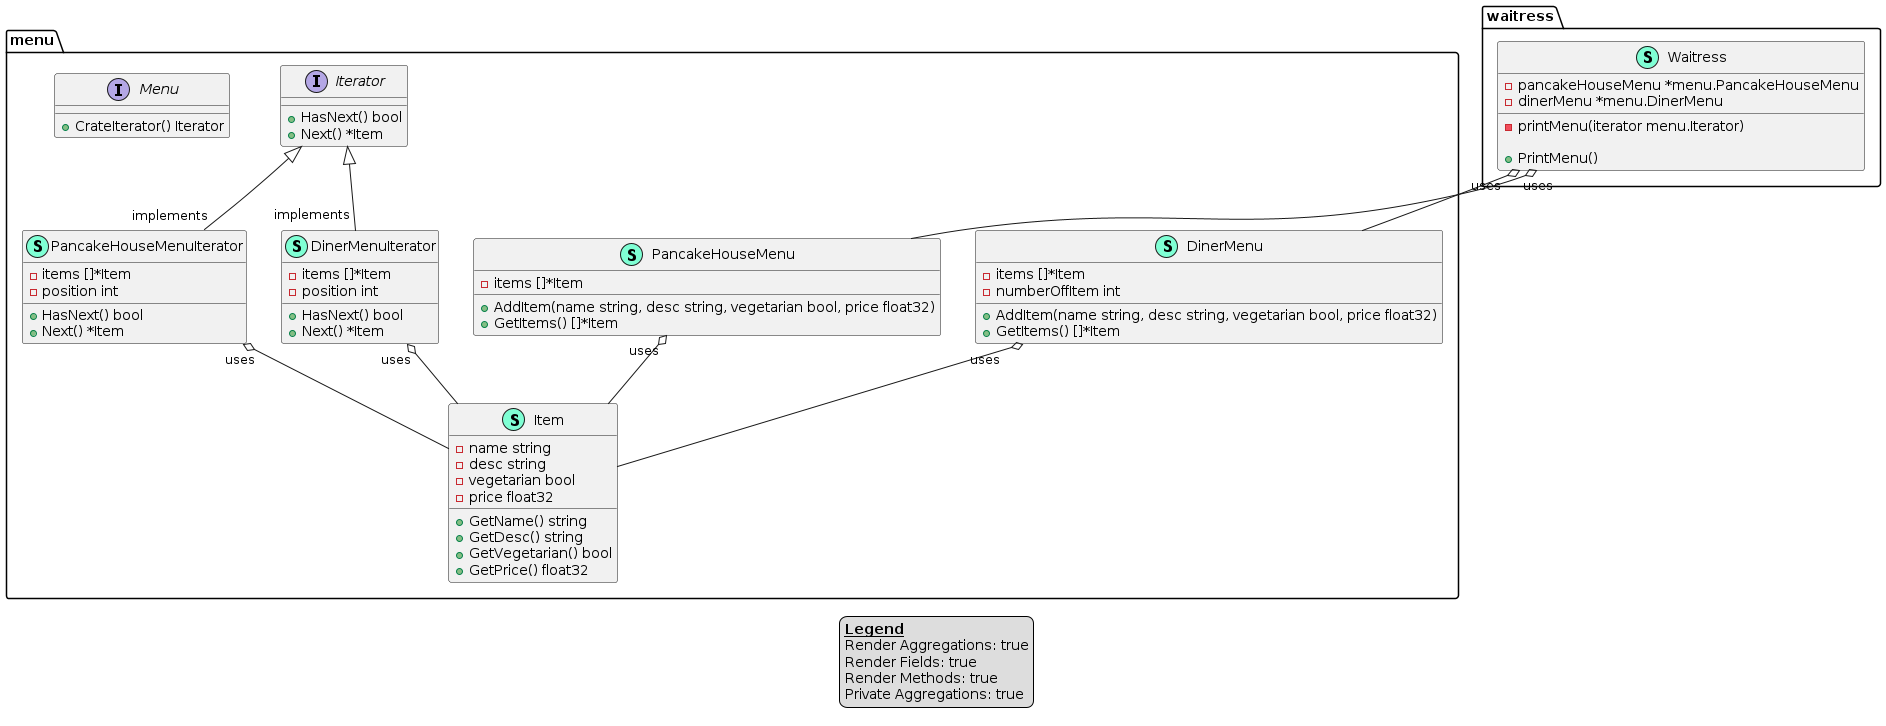 menu
I Menu
CrateIterator() Iterator
I Iterator
HasNext() bool
Next() *Item
waitress
S Waitress
pancakeHouseMenu *menu.PancakeHouseMenu
dinerMenu *menu.DinerMenu
printMenu(iterator menu.Iterator)
PrintMenu()
uses
uses
implements
implements
S PancakeHouseMenuIterator
items []*Item
position int
HasNext() bool
Next() *Item
uses
S DinerMenuIterator
items []*Item
position int
HasNext() bool
Next() *Item
uses
S PancakeHouseMenu
items []*Item
AddItem(name string, desc string, vegetarian bool, price float32)
GetItems() []*Item
uses
S DinerMenu
items []*Item
numberOffItem int
AddItem(name string, desc string, vegetarian bool, price float32)
GetItems() []*Item
uses
S Item
name string
desc string
vegetarian bool
price float32
GetName() string
GetDesc() string
GetVegetarian() bool
GetPrice() float32
Legend
Render Aggregations: true
Render Fields: true
Render Methods: true
Private Aggregations: true